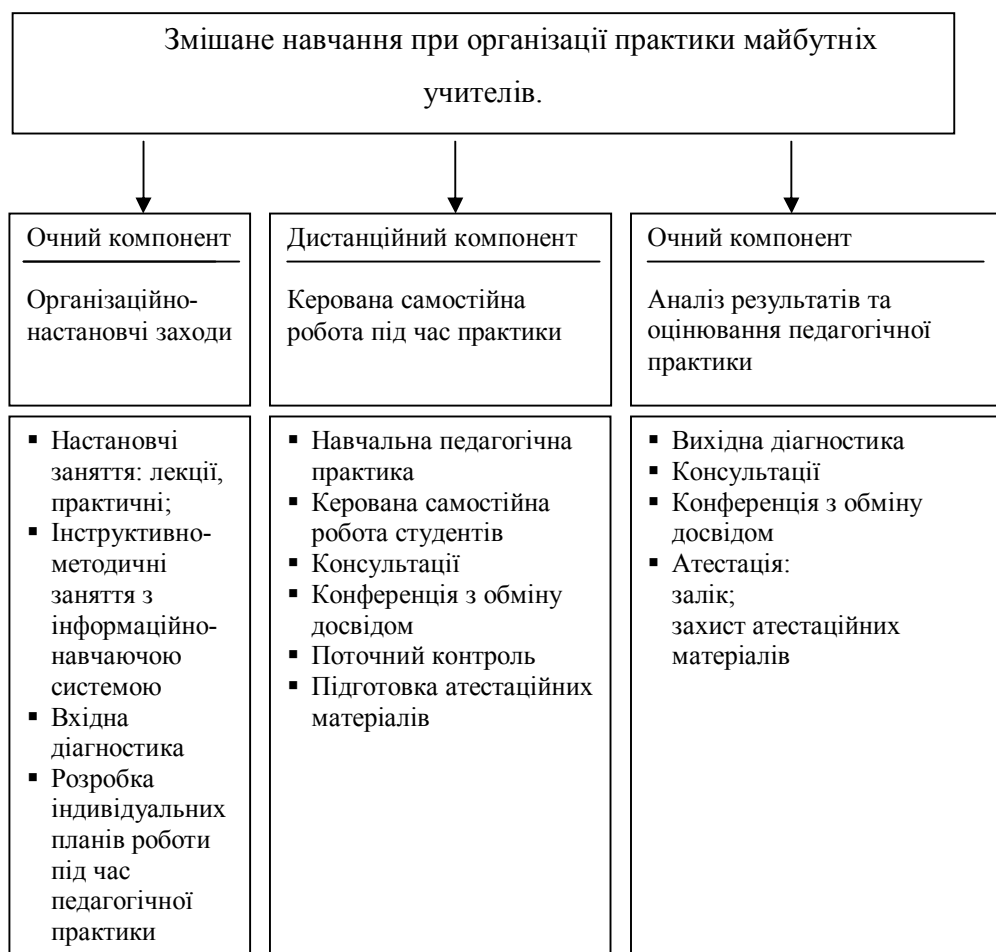 Змішане навчання при організації практики майбутніх
учителів.
Очний компонент
Організаційно-
настановчі заходи
Дистанційний компонент
Керована самостійна
робота під час практики
Очний компонент
Аналіз результатів та
оцінювання педагогічної
практики
▪ Настановчі
заняття: лекції,
практичні;
▪ Інструктивно-
методичні
заняття з
інформаційно-
навчаючою
системою
▪ Вхідна
діагностика
▪ Розробка
індивідуальних
планів роботи
під час
педагогічної
практики
▪ Навчальна педагогічна
практика
▪ Керована самостійна
робота студентів
▪ Консультації
▪ Конференція з обміну
досвідом
▪ Поточний контроль
▪ Підготовка атестаційних
матеріалів
▪ Вихідна діагностика
▪ Консультації
▪ Конференція з обміну
досвідом
▪ Атестація:
залік;
захист атестаційних
матеріалів